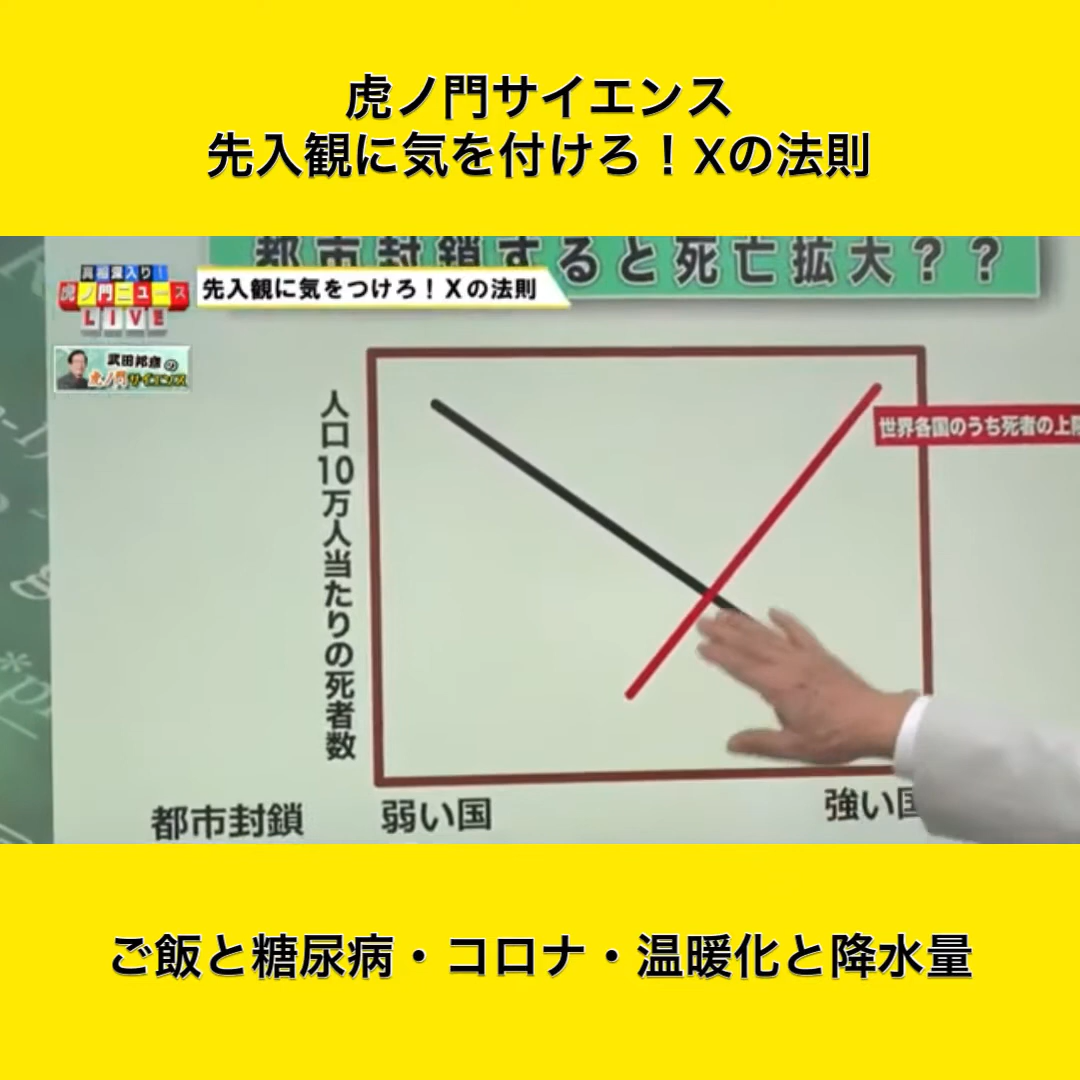 虎ノ門サイエンス
先入観に気を付けろ！Xの法則
都市封鎖すると死亡拡大？？
真相深入り！
虎ノ門ニュース
LIVE
先入観に気をつけろ！Xの法則
武田邦彦の
虎ノ門サイエンス
人口10万人当たりの死者数
世界各国のうち死者の上限
都市封鎖
弱い国
強い国
ご飯と糖尿病・コロナ・温暖化と降水量